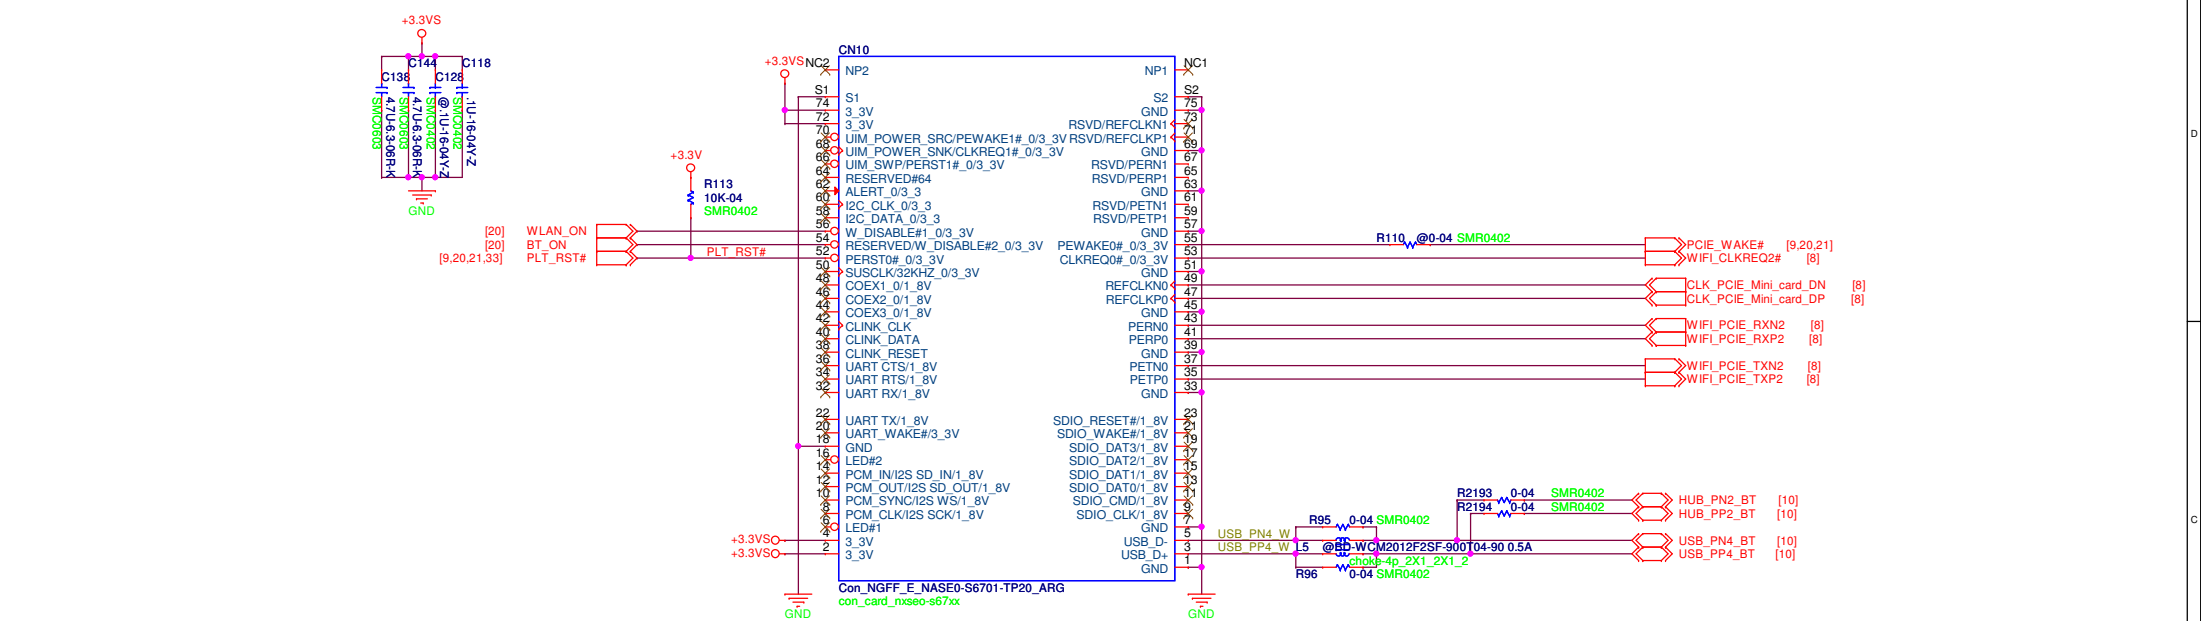 +3.3VS
C144 C118
C138 C128
4.7U-6.3-06R-K
SMC0603
4.7U-6.3-06R-K
SMC0603
@.1U-16-04Y-Z
SMC0402
.1U-16-04Y-Z
SMC0402
GND
+3.3V
R113
10K-04
SMR0402
[20] WLAN_ON
[20] BT_ON
[9,20,21,33] PLT_RST#
PLT_RST#
+3.3VS
CN10
NC2 NP2 NP1 NC1
S1 S1 S2 S2
74 3_3V GND 75
72 3_3V RSVD/REFCLKN1 73
70 UIM_POWER_SRC/PEWAKE1#_0/3_3V RSVD/REFCLKP1 71
68 UIM_POWER_SNK/CLKREQ1#_0/3_3V GND 69
66 UIM_SWP/PERST1#_0/3_3V RSVD/PERN1 67
64 RESERVED#64 RSVD/PERP1 65
62 ALERT_0/3_3 GND 63
60 I2C_CLK_0/3_3 RSVD/PETN1 61
58 I2C_DATA_0/3_3 RSVD/PETP1 59
56 W_DISABLE#1_0/3_3V GND 57
54 RESERVED/W_DISABLE#2_0/3_3V PEWAKE0#_0/3_3V 55
52 PERST0#_0/3_3V CLKREQ0#_0/3_3V 53
50 SUSCLK/32KHZ_0/3_3V GND 51
48 COEX1_0/1_8V REFCLKN0 49
46 COEX2_0/1_8V REFCLKP0 47
44 COEX3_0/1_8V GND 45
42 CLINK_CLK PERN0 43
40 CLINK_DATA PERP0 41
38 CLINK_RESET GND 39
36 UART CTS/1_8V PETN0 37
34 UART RTS/1_8V PETP0 35
32 UART RX/1_8V GND 33
22 UART TX/1_8V SDIO_RESET#/1_8V 23
20 UART_WAKE#/3_3V SDIO_WAKE#/1_8V 21
18 GND SDIO_DAT3/1_8V 19
16 LED#2 SDIO_DAT2/1_8V 17
14 PCM_IN/I2S SD_IN/1_8V SDIO_DAT1/1_8V 15
12 PCM_OUT/I2S SD_OUT/1_8V SDIO_DAT0/1_8V 13
10 PCM_SYNC/I2S WS/1_8V SDIO_CMD/1_8V 11
8 PCM_CLK/I2S SCK/1_8V SDIO_CLK/1_8V 9
6 LED#1 GND 7
+3.3VS 4 3_3V USB_D- 5
+3.3VS 2 3_3V USB_D+ 3
GND 1
Con_NGFF_E_NASE0-S6701-TP20_ARG
con_card_nxseo-s67xx
GND
GND
R110 @0-04 SMR0402
PCIE_WAKE# [9,20,21]
WIFI_CLKREQ2# [8]
CLK_PCIE_Mini_card_DN [8]
CLK_PCIE_Mini_card_DP [8]
WIFI_PCIE_RXN2 [8]
WIFI_PCIE_RXP2 [8]
WIFI_PCIE_TXN2 [8]
WIFI_PCIE_TXP2 [8]
R2193 0-04 SMR0402 HUB_PN2_BT [10]
R2194 0-04 SMR0402 HUB_PP2_BT [10]
R95 0-04 SMR0402
USB_PN4_W USB_PN4_BT [10]
USB_PP4_W L5 @BD-WCM2012F2SF-900T04-90 0.5A USB_PP4_BT [10]
choke-4p_2X1_2X1_2
R96 0-04 SMR0402
D
C